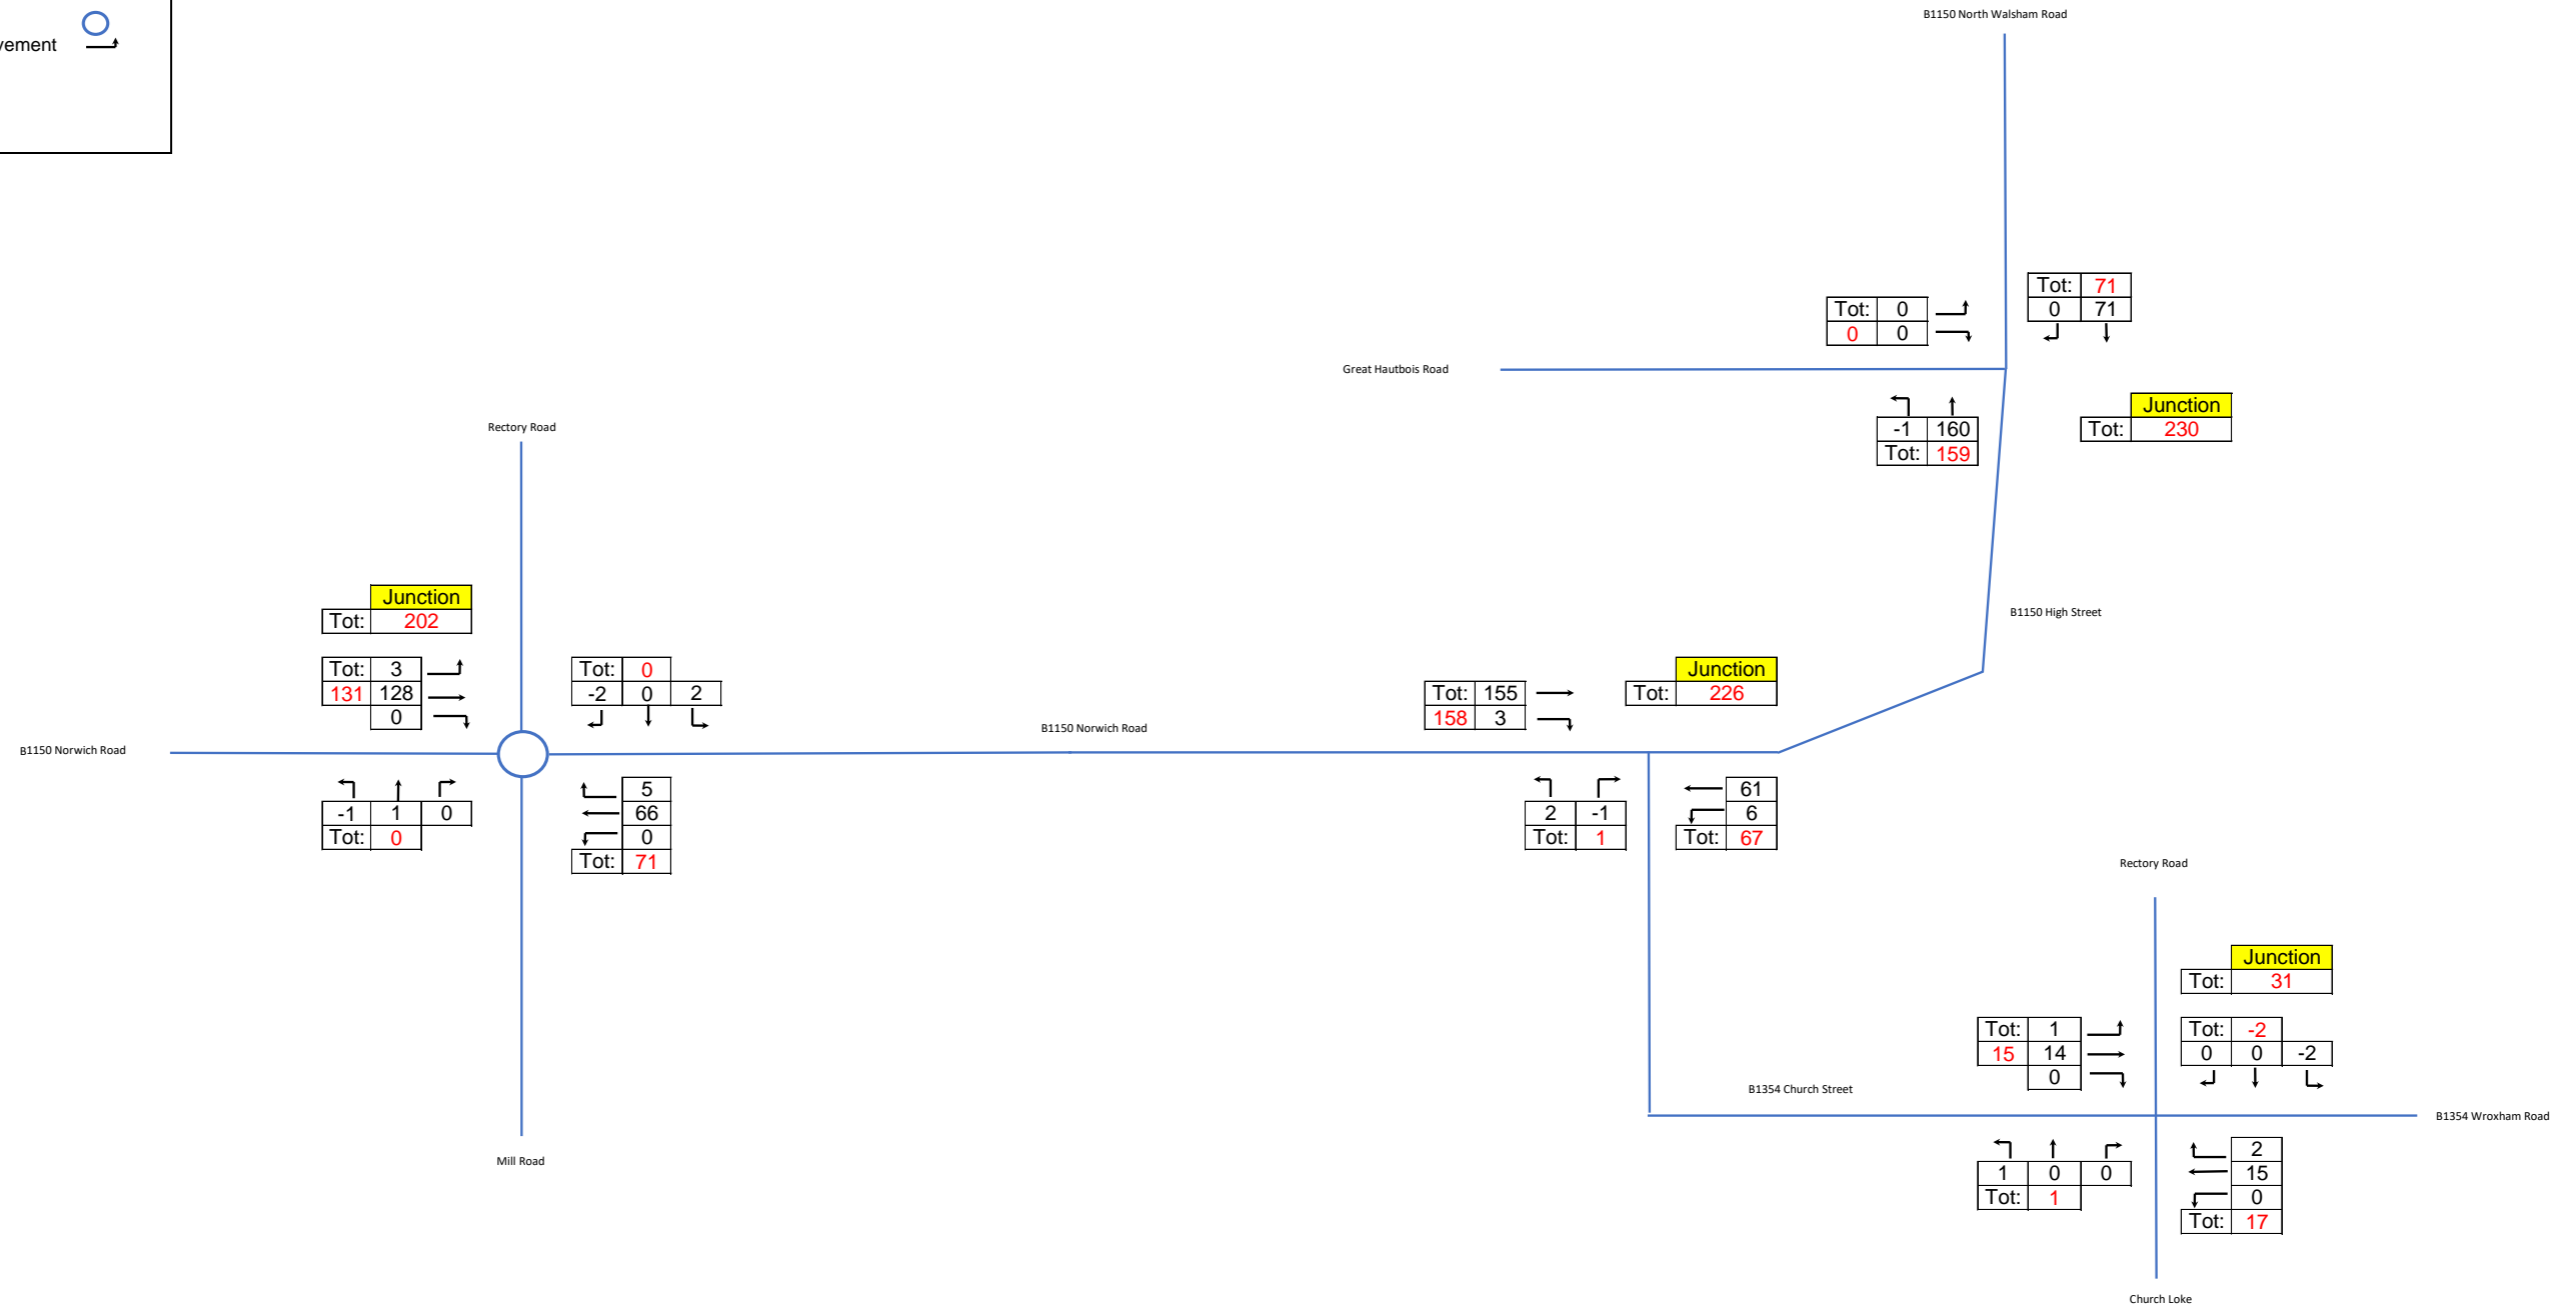 vement
B1150 North Walsham Road
Tot: 71
0 71
Tot: 0
0 0
Great Hautbois Road
Junction
Tot: 230
-1 160
Tot: 159
Rectory Road
Junction
Tot: 202
B1150 High Street
Tot: 3
131 128
0
Tot: 0
-2 0 2
Tot: 155
158 3
Junction
Tot: 226
B1150 Norwich Road
B1150 Norwich Road
-1 1 0
Tot: 0
5
66
0
Tot: 71
2 -1
Tot: 1
61
6
Tot: 67
Rectory Road
Junction
Tot: 31
Tot: 1
15 14
0
Tot: -2
0 0 -2
B1354 Church Street
B1354 Wroxham Road
Mill Road
1 0 0
Tot: 1
2
15
0
Tot: 17
Church Loke